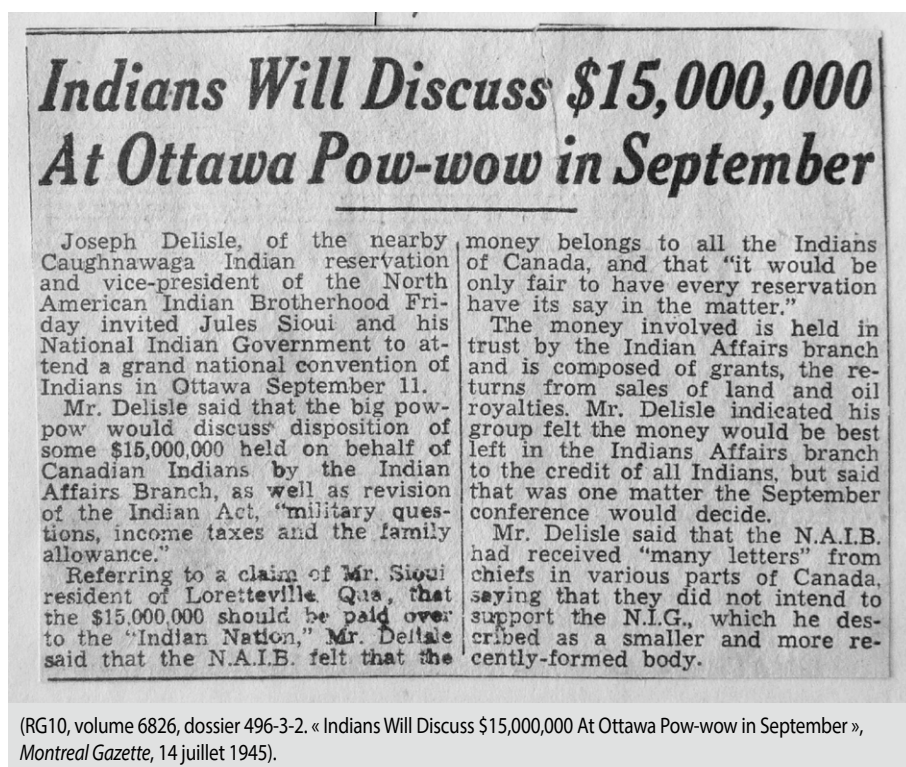 Indians Will Discuss $15,000,000
At Ottawa Pow-wow in September
Joseph Delisle, of the nearby
Caughnawaga Indian reservation
and vice-president of the North
American Indian Brotherhood Fri-
day invited Jules Sioui and his
National Indian Government to at-
tend a grand national convention of
Indians in Ottawa September 11.
Mr. Delisle said that the big pow-
pow would discuss disposition of
some $15,000,000 held on behalf of
Canadian Indians by the Indian
Affairs Branch, as well as revision
of the Indian Act, "military ques-
tions, income taxes and the family
allowance."
Referring to a claim of Mr. Sioui
resident of Loretteville, Que, that
the $15,000,000 should be paid over
to the "Indian Nation," Mr. Delisle
said that the N.A.I.B. felt that the
money belongs to all the Indians
of Canada, and that "it would be
only fair to have every reservation
have its say in the matter."
The money involved is held in
trust by the Indian Affairs branch
and is composed of grants, the re-
turns from sales of land and oil
royalties. Mr. Delisle indicated his
group felt the money would be best
left in the Indians Affairs branch
to the credit of all Indians, but said
that was one matter the September
conference would decide.
Mr. Delisle said that the N.A.I.B.
had received "many letters" from
chiefs in various parts of Canada,
saying that they did not intend to
support the N.I.G., which he des-
cribed as a smaller and more re-
cently-formed body.
(RG10, volume 6826, dossier 496-3-2. « Indians Will Discuss $15,000,000 At Ottawa Pow-wow in September »,
Montreal Gazette, 14 juillet 1945).